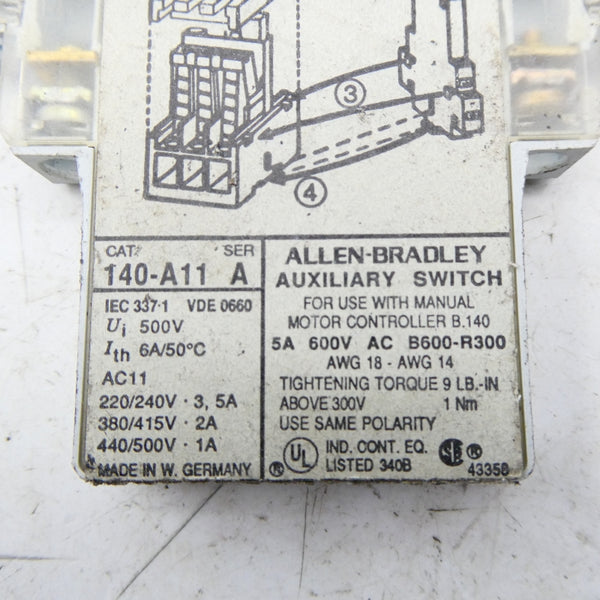 3
4
CAT. SER
140-A11 A
IEC 337-1 VDE 0660
Ui 500V
Ith 6A/50°C
AC11
220/240V · 3, 5A
380/415V · 2A
440/500V · 1A
MADE IN W. GERMANY
ALLEN-BRADLEY
AUXILIARY SWITCH
FOR USE WITH MANUAL
MOTOR CONTROLLER B.140
5A 600V AC B600-R300
AWG 18 - AWG 14
TIGHTENING TORQUE 9 LB.-IN
ABOVE 300V 1 Nm
USE SAME POLARITY
® UL IND. CONT. EQ. SA ®
LISTED 340B 43350